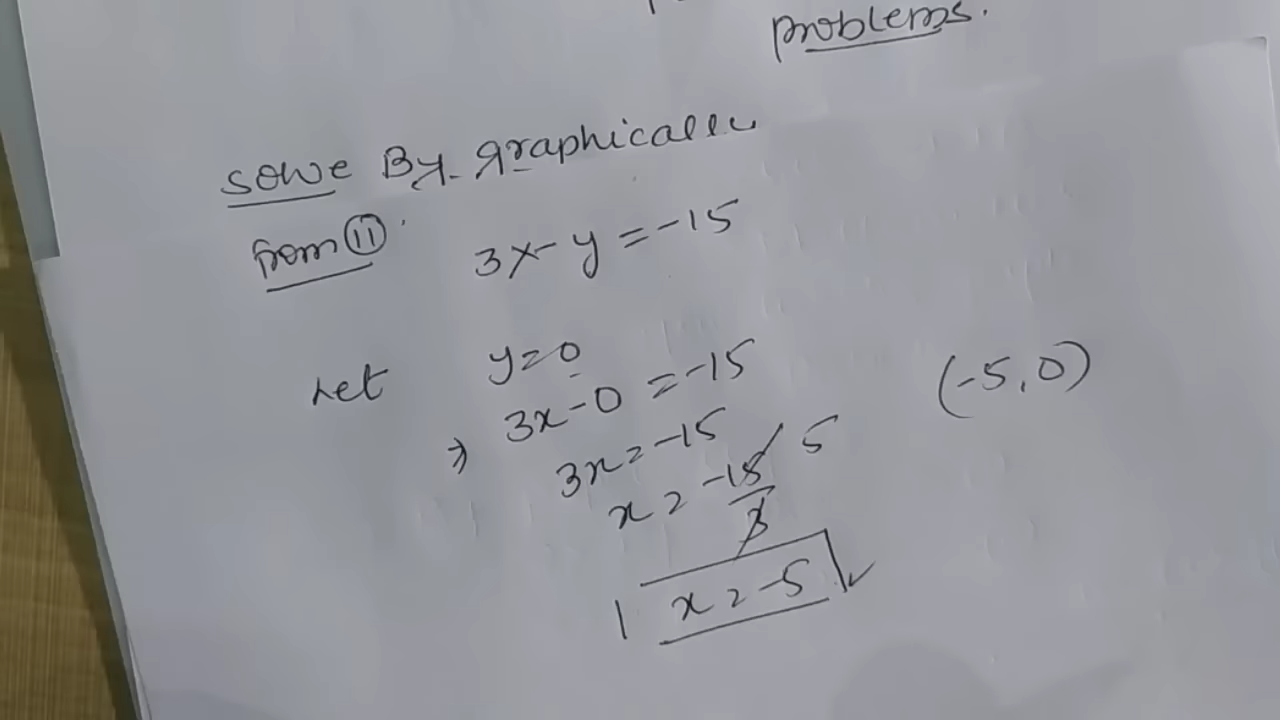 problems.
solve By graphically
from (ii)
3x - y = -15
Let y = 0
⇒ 3x - 0 = -15
(-5, 0)
3x = -15
x = -15/3 5
x = -5